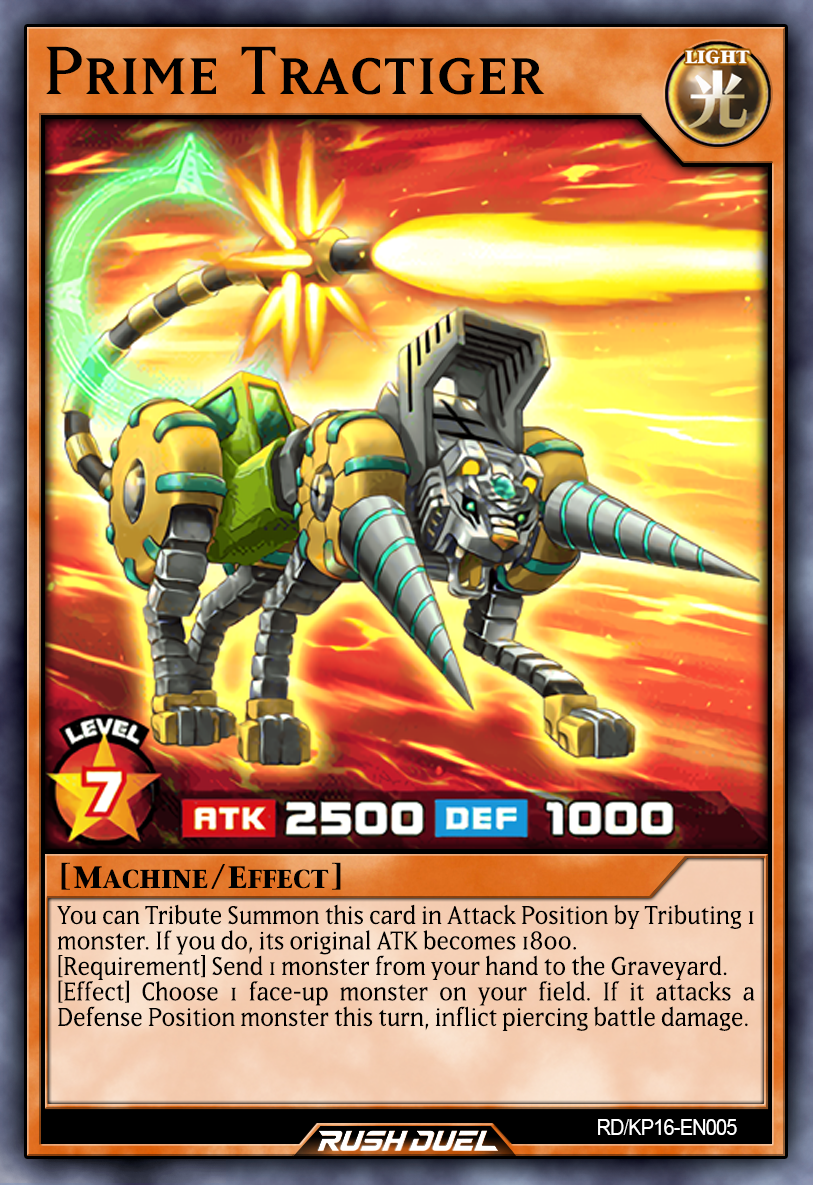 Prime Tractiger
LIGHT
光
LEVEL
7
ATK 2500 DEF 1000
[Machine/Effect]
You can Tribute Summon this card in Attack Position by Tributing 1
monster. If you do, its original ATK becomes 1800.
[Requirement] Send 1 monster from your hand to the Graveyard.
[Effect] Choose 1 face-up monster on your field. If it attacks a
Defense Position monster this turn, inflict piercing battle damage.
RD/KP16-EN005
RUSH DUEL